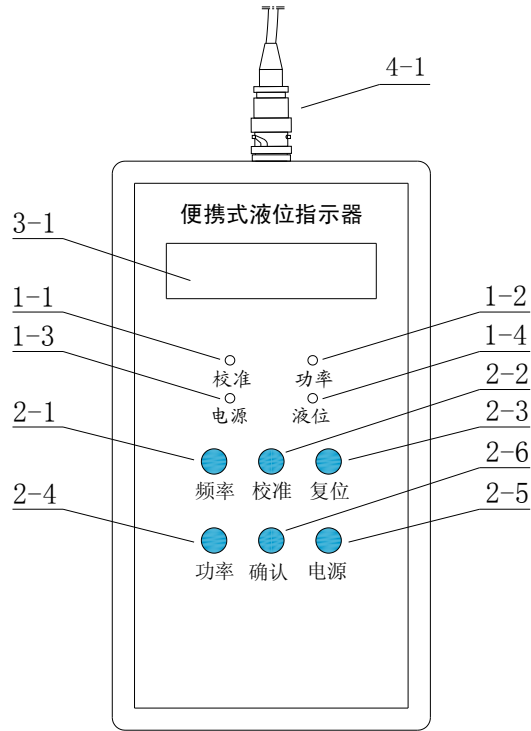 4-1
便携式液位指示器
3-1
1-1
1-2
1-3
校准 功率
1-4
电源 液位
2-2
2-1
2-3
频率 校准 复位
2-6
2-4
2-5
功率 确认 电源